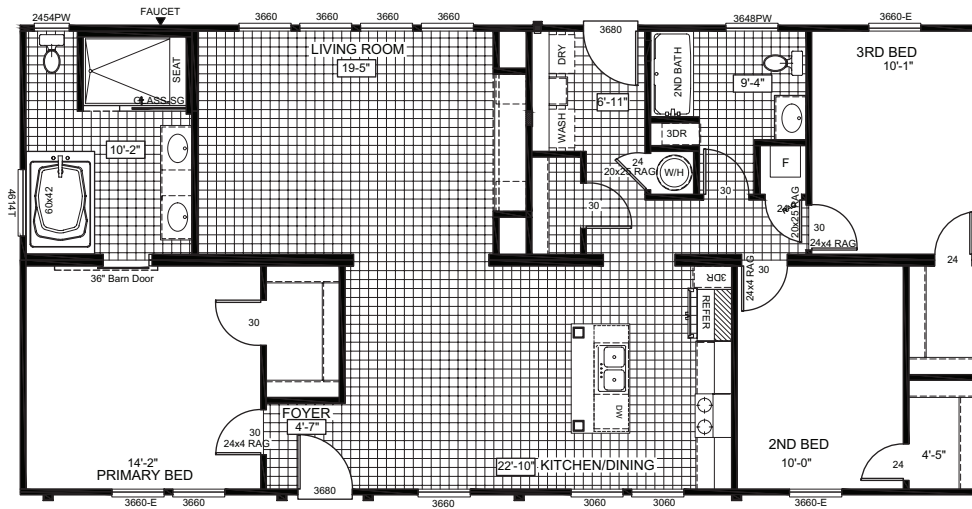 FAUCET
2454PW
3660
3660
3660
3660
3680
3648PW
3660-E
LIVING ROOM
19-5"
DRY
WASH
6'-11"
2ND BATH
9'-4"
3RD BED
10'-1"
SEAT
GLASS SG
10'-2"
60x42
4614T
3DR
24
20x25 RAG
W/H
F
30
30
24
20x25 RAG
30
24x4 RAG
36" Barn Door
30
3DR
REFER
30
24x4 RAG
24
FOYER
4'-7"
30
24x4 RAG
DW
14'-2"
PRIMARY BED
22'-10"
KITCHEN/DINING
2ND BED
10'-0"
24
4'-5"
3660-E
3660
3680
3660
3060
3060
3660-E